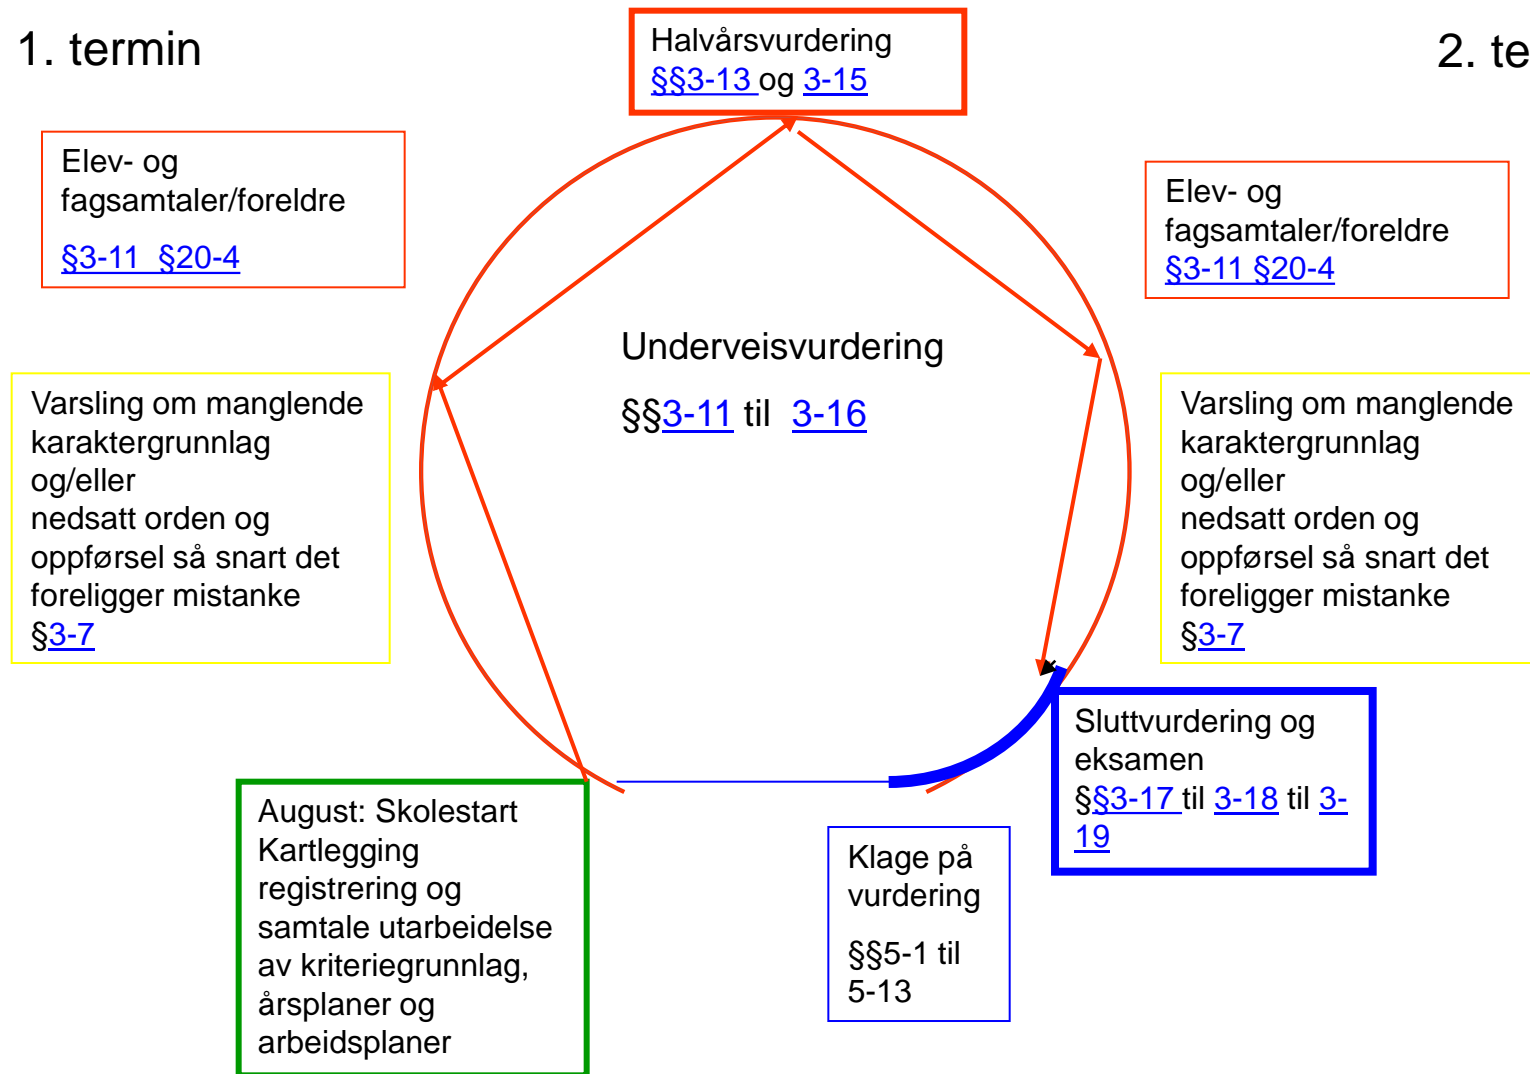 1. termin
Halvårsvurdering
§§3-13 og 3-15
2. te
Elev- og
fagsamtaler/foreldre
§3-11 §20-4
Elev- og
fagsamtaler/foreldre
§3-11 §20-4
Underveisvurdering
§§3-11 til 3-16
Varsling om manglende
karaktergrunnlag
og/eller
nedsatt orden og
oppførsel så snart det
foreligger mistanke
§3-7
Varsling om manglende
karaktergrunnlag
og/eller
nedsatt orden og
oppførsel så snart det
foreligger mistanke
§3-7
Sluttvurdering og
eksamen
§§3-17 til 3-18 til 3-
19
August: Skolestart
Kartlegging
registrering og
samtale utarbeidelse
av kriteriegrunnlag,
årsplaner og
arbeidsplaner
Klage på
vurdering
§§5-1 til
5-13